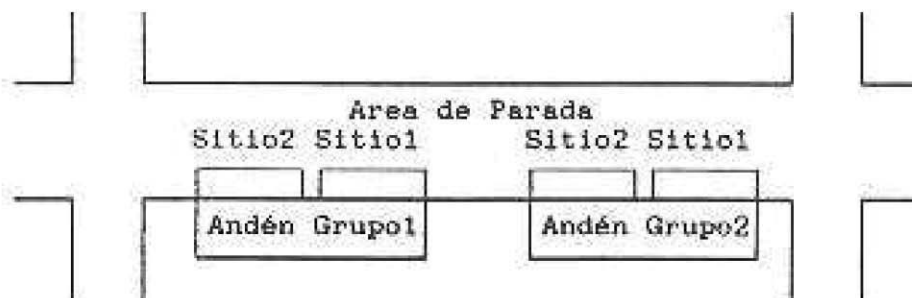 Area de Parada
Sitio2 Sitio1 Sitio2 Sitio1
Andén Grupo1 Andén Grupo2